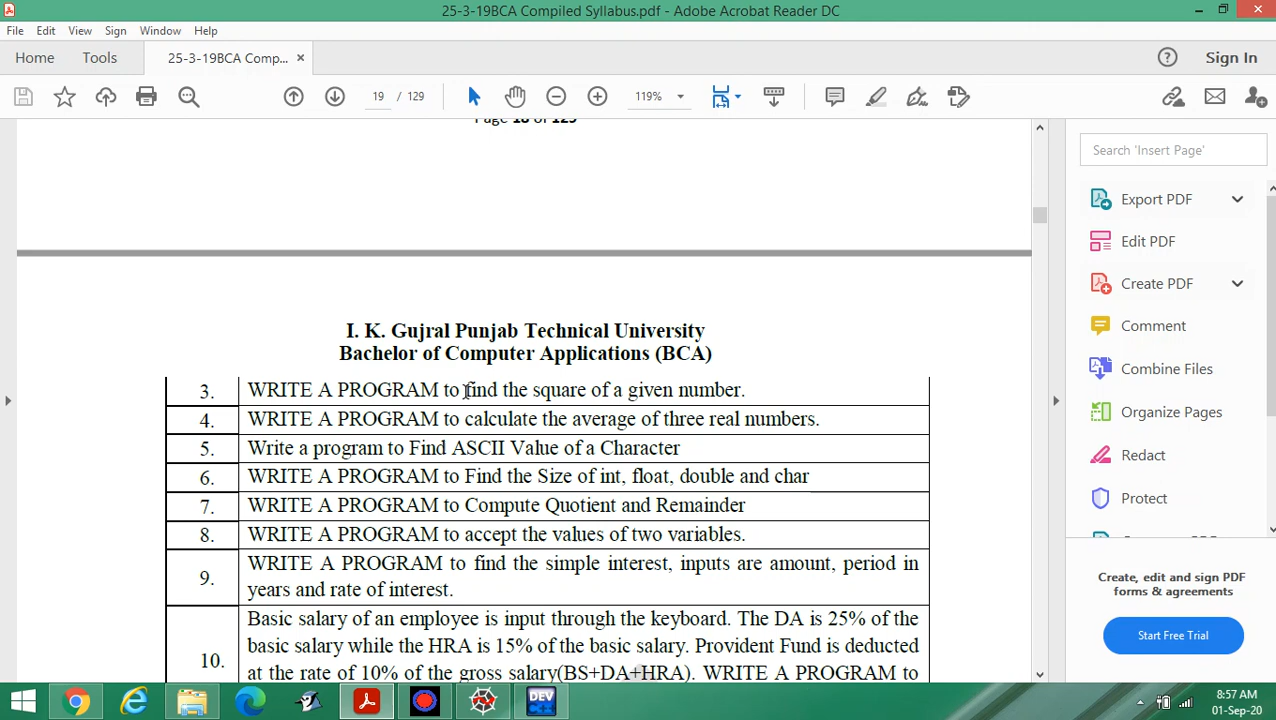 25-3-19BCA Compiled Syllabus.pdf - Adobe Acrobat Reader DC
File Edit View Sign Window Help
Home Tools 25-3-19BCA Comp... × Sign In
19 / 129 119%
Page 18 of 129
Search 'Insert Page'
Export PDF
Edit PDF
Create PDF
Comment
Combine Files
Organize Pages
Redact
Protect
Create, edit and sign PDF
forms & agreements
Start Free Trial
I. K. Gujral Punjab Technical University
Bachelor of Computer Applications (BCA)
3. WRITE A PROGRAM to find the square of a given number.
4. WRITE A PROGRAM to calculate the average of three real numbers.
5. Write a program to Find ASCII Value of a Character
6. WRITE A PROGRAM to Find the Size of int, float, double and char
7. WRITE A PROGRAM to Compute Quotient and Remainder
8. WRITE A PROGRAM to accept the values of two variables.
9. WRITE A PROGRAM to find the simple interest, inputs are amount, period in
years and rate of interest.
10. Basic salary of an employee is input through the keyboard. The DA is 25% of the
basic salary while the HRA is 15% of the basic salary. Provident Fund is deducted
at the rate of 10% of the gross salary(BS+DA+HRA). WRITE A PROGRAM to
DEV
8:57 AM
01-Sep-20